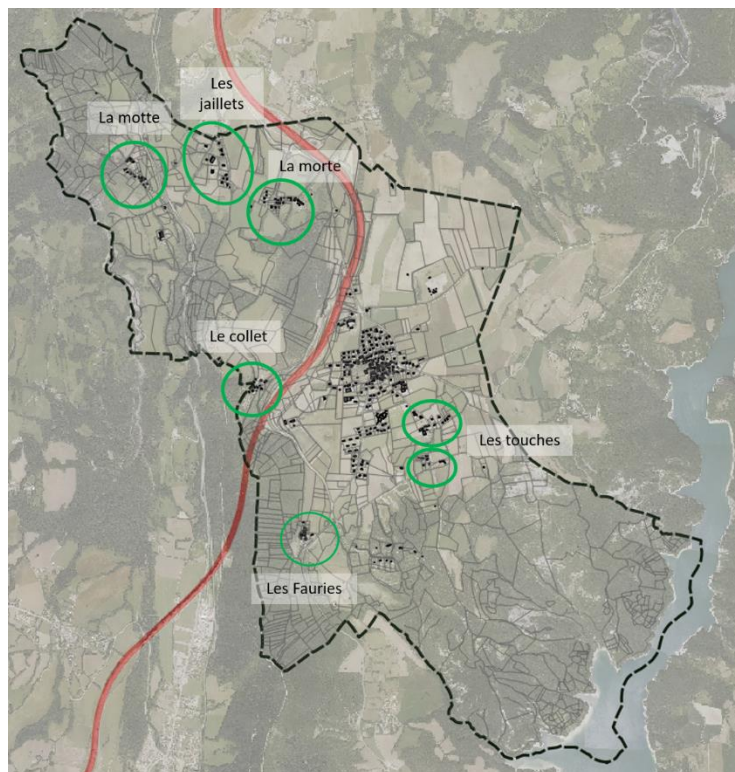 Les
jaillets
La motte
La morte
Le collet
Les touches
Les Fauries